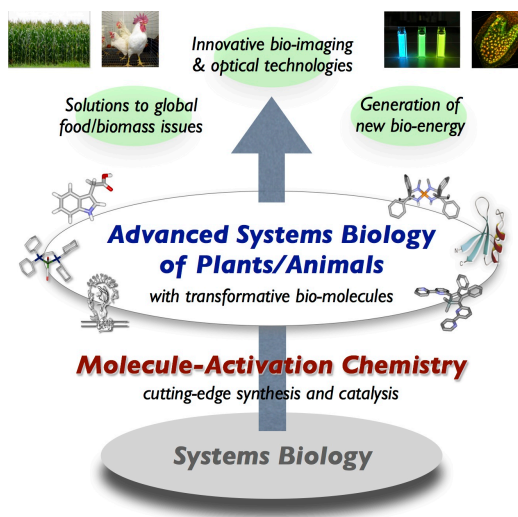 Innovative bio-imaging
& optical technologies
Solutions to global
food/biomass issues
Generation of
new bio-energy
Advanced Systems Biology
of Plants/Animals
with transformative bio-molecules
Molecule-Activation Chemistry
cutting-edge synthesis and catalysis
Systems Biology